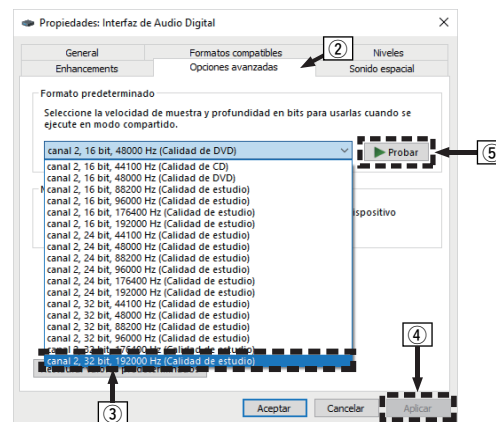 Propiedades: Interfaz de Audio Digital
General Formatos compatibles Niveles
②
Enhancements Opciones avanzadas Sonido espacial
Formato predeterminado
Seleccione la velocidad de muestra y profundidad en bits para usarlas cuando se
ejecute en modo compartido.
canal 2, 16 bit, 48000 Hz (Calidad de DVD) Probar ⑤
canal 2, 16 bit, 44100 Hz (Calidad de CD)
canal 2, 16 bit, 48000 Hz (Calidad de DVD)
canal 2, 16 bit, 88200 Hz (Calidad de estudio)
canal 2, 16 bit, 96000 Hz (Calidad de estudio)
canal 2, 16 bit, 176400 Hz (Calidad de estudio)
canal 2, 16 bit, 192000 Hz (Calidad de estudio) ispositivo
canal 2, 24 bit, 44100 Hz (Calidad de estudio)
canal 2, 24 bit, 48000 Hz (Calidad de estudio)
canal 2, 24 bit, 88200 Hz (Calidad de estudio)
canal 2, 24 bit, 96000 Hz (Calidad de estudio)
canal 2, 24 bit, 176400 Hz (Calidad de estudio)
canal 2, 24 bit, 192000 Hz (Calidad de estudio)
canal 2, 32 bit, 44100 Hz (Calidad de estudio)
canal 2, 32 bit, 48000 Hz (Calidad de estudio)
canal 2, 32 bit, 88200 Hz (Calidad de estudio)
canal 2, 32 bit, 96000 Hz (Calidad de estudio)
canal 2, 32 bit, 176400 Hz (Calidad de estudio)
canal 2, 32 bit, 192000 Hz (Calidad de estudio)
④
③
Aceptar Cancelar Aplicar